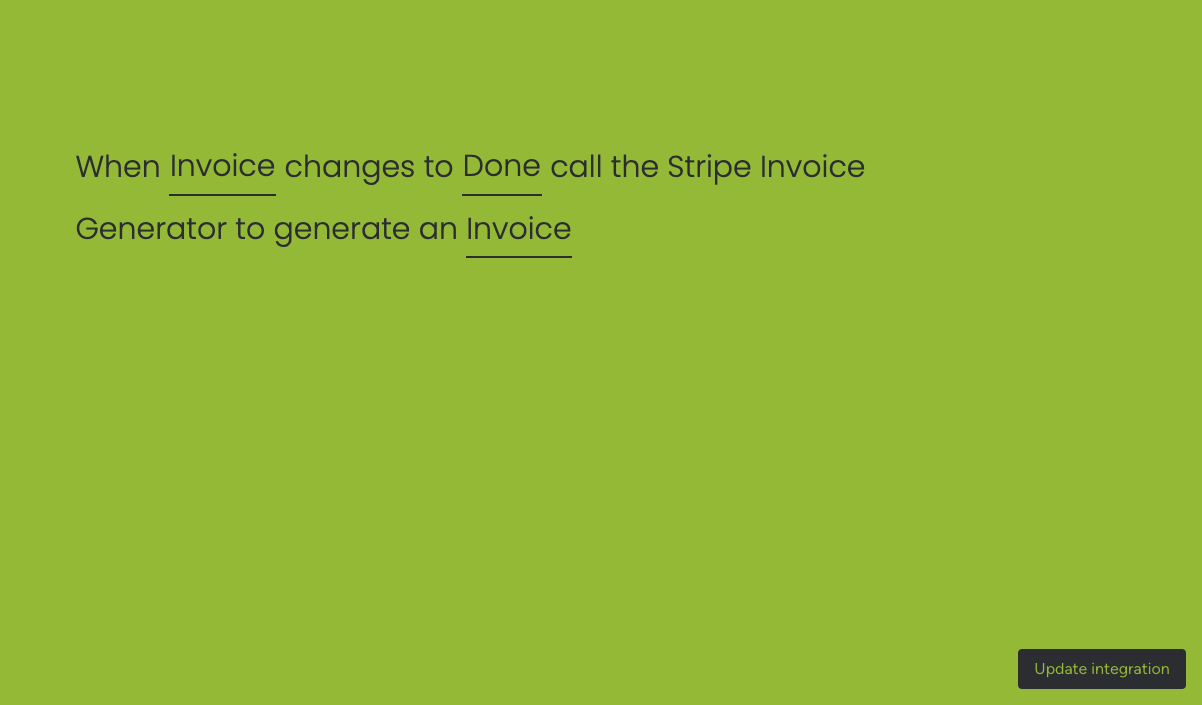 When Invoice changes to Done call the Stripe Invoice
Generator to generate an Invoice
Update integration